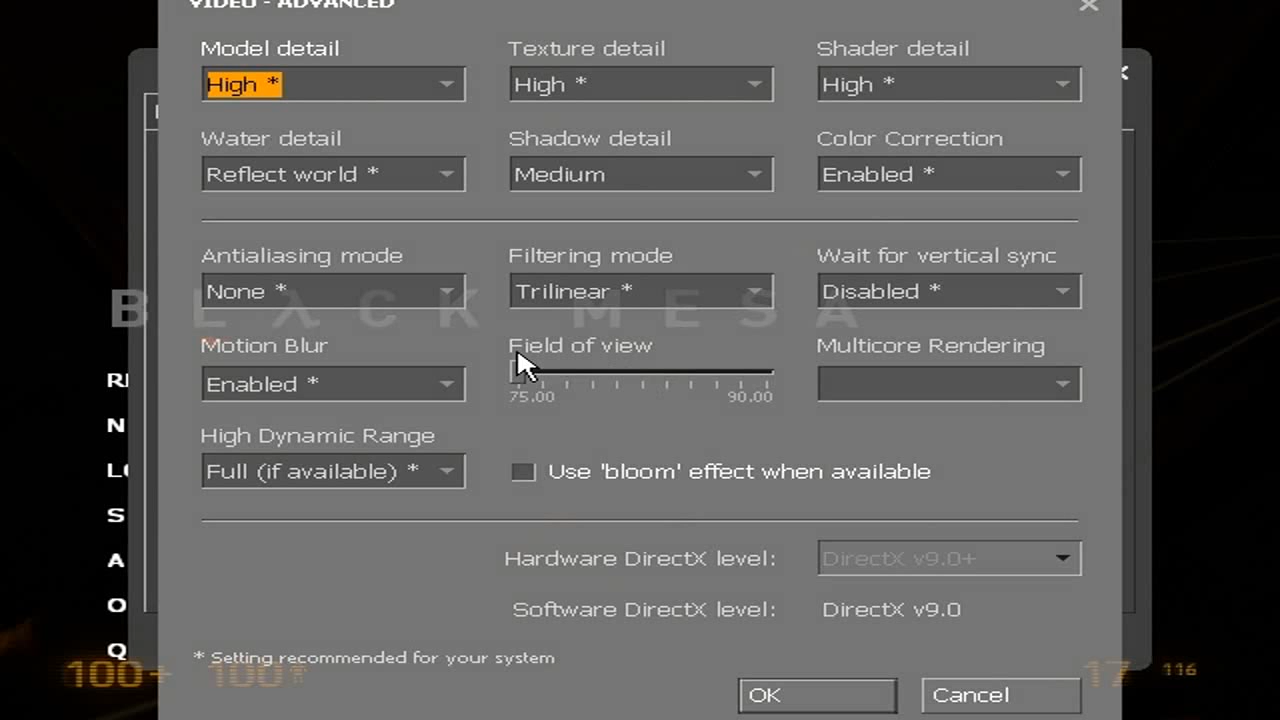 VIDEO - ADVANCED
Model detail
Texture detail
Shader detail
High *
High *
High *
Water detail
Shadow detail
Color Correction
Reflect world *
Medium
Enabled *
Antialiasing mode
Filtering mode
Wait for vertical sync
None *
Trilinear *
Disabled *
BLΛCK MESA
Motion Blur
Field of view
Multicore Rendering
Enabled *
75.00
90.00
High Dynamic Range
Full (if available) *
Use 'bloom' effect when available
Hardware DirectX level:
DirectX v9.0+
Software DirectX level:
DirectX v9.0
* Setting recommended for your system
100
100
17
116
OK
Cancel